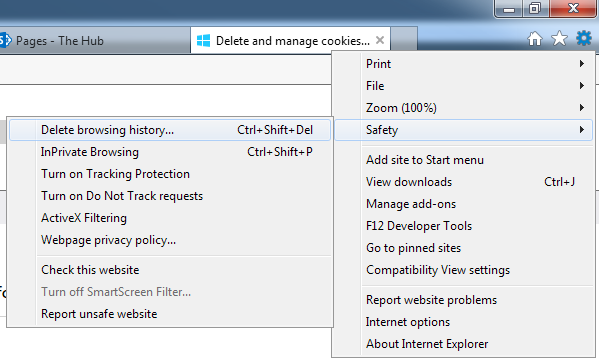 Pages - The Hub
Delete and manage cookies...
Print
File
Zoom (100%)
Safety
Add site to Start menu
View downloads Ctrl+J
Manage add-ons
F12 Developer Tools
Go to pinned sites
Compatibility View settings
Report website problems
Internet options
About Internet Explorer
Delete browsing history... Ctrl+Shift+Del
InPrivate Browsing Ctrl+Shift+P
Turn on Tracking Protection
Turn on Do Not Track requests
ActiveX Filtering
Webpage privacy policy...
Check this website
Turn off SmartScreen Filter...
Report unsafe website